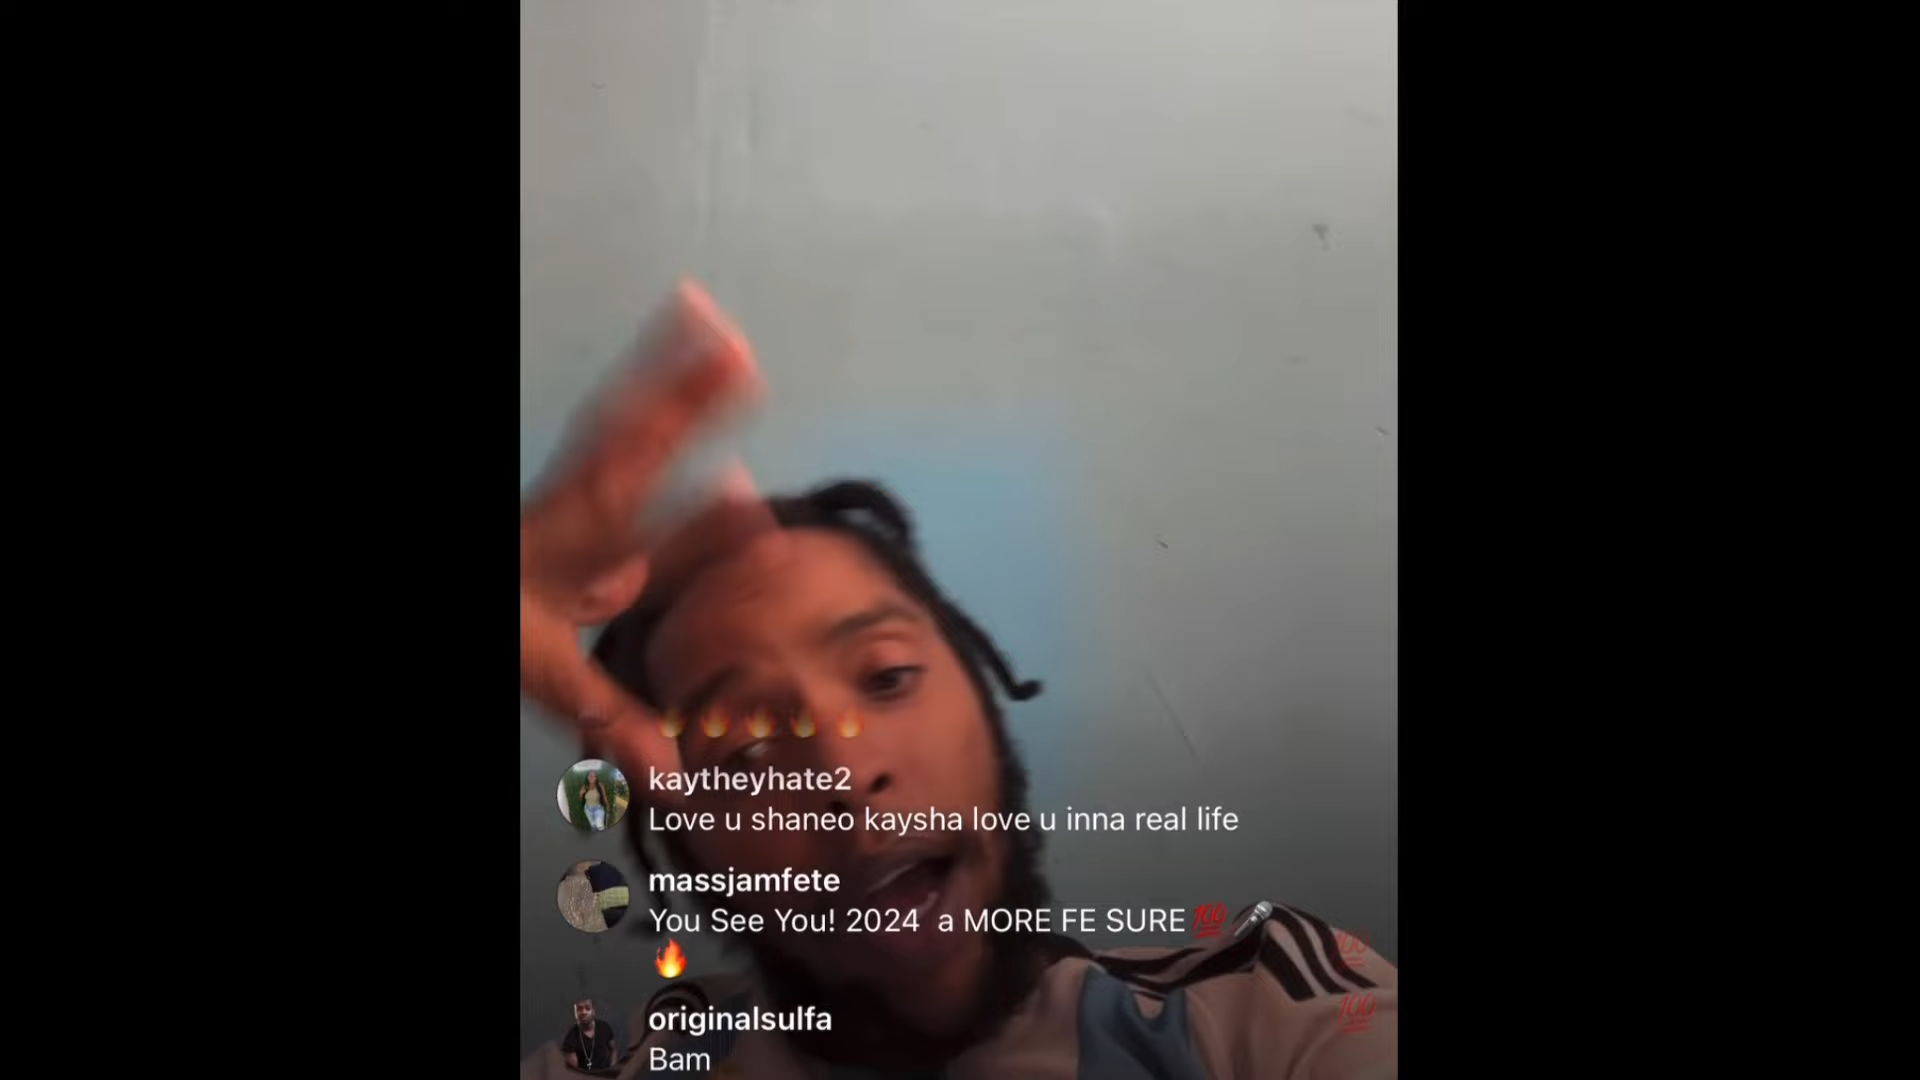 🔥 🔥 🔥 🔥 🔥
kaytheyhate2
Love u shaneo kaysha love u inna real life
massjamfete
You See You! 2024 a MORE FE SURE💯🎤
🔥
originalsulfa
Bam